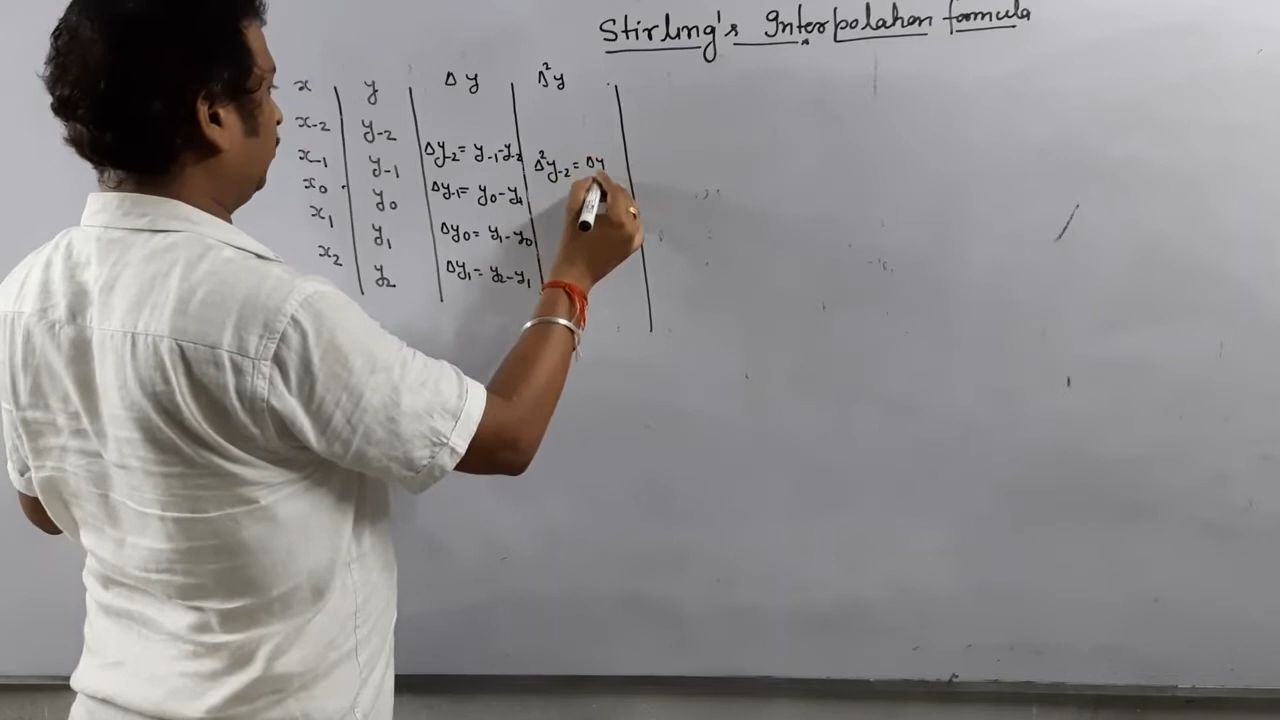 Stirling's Interpolation formula
x y Δy Δ²y
x₋₂ y₋₂
Δy₋₂ = y₋₁-y₋₂
x₋₁ y₋₁ Δ²y₋₂ = Δy
x₀ y₀ Δy₋₁ = y₀-y₋₁
x₁ y₁ Δy₀ = y₁-y₀
x₂ y₂ Δy₁ = y₂-y₁